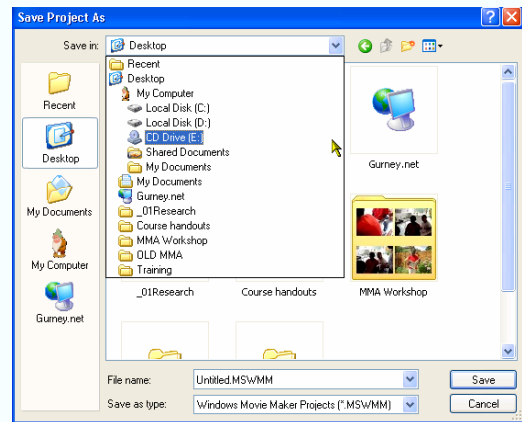 Save Project As
Save in:
Desktop
Recent
Desktop
My Computer
Local Disk (C:)
Local Disk (D:)
CD Drive (E:)
Shared Documents
My Documents
My Documents
Gurney.net
_01Research
Course handouts
MMA Workshop
OLD MMA
Training
Recent
Desktop
My Documents
My Computer
Gurney.net
Gurney.net
_01Research
Course handouts
MMA Workshop
File name:
Untitled.MSWMM
Save
Save as type:
Windows Movie Maker Projects (*.MSWMM)
Cancel